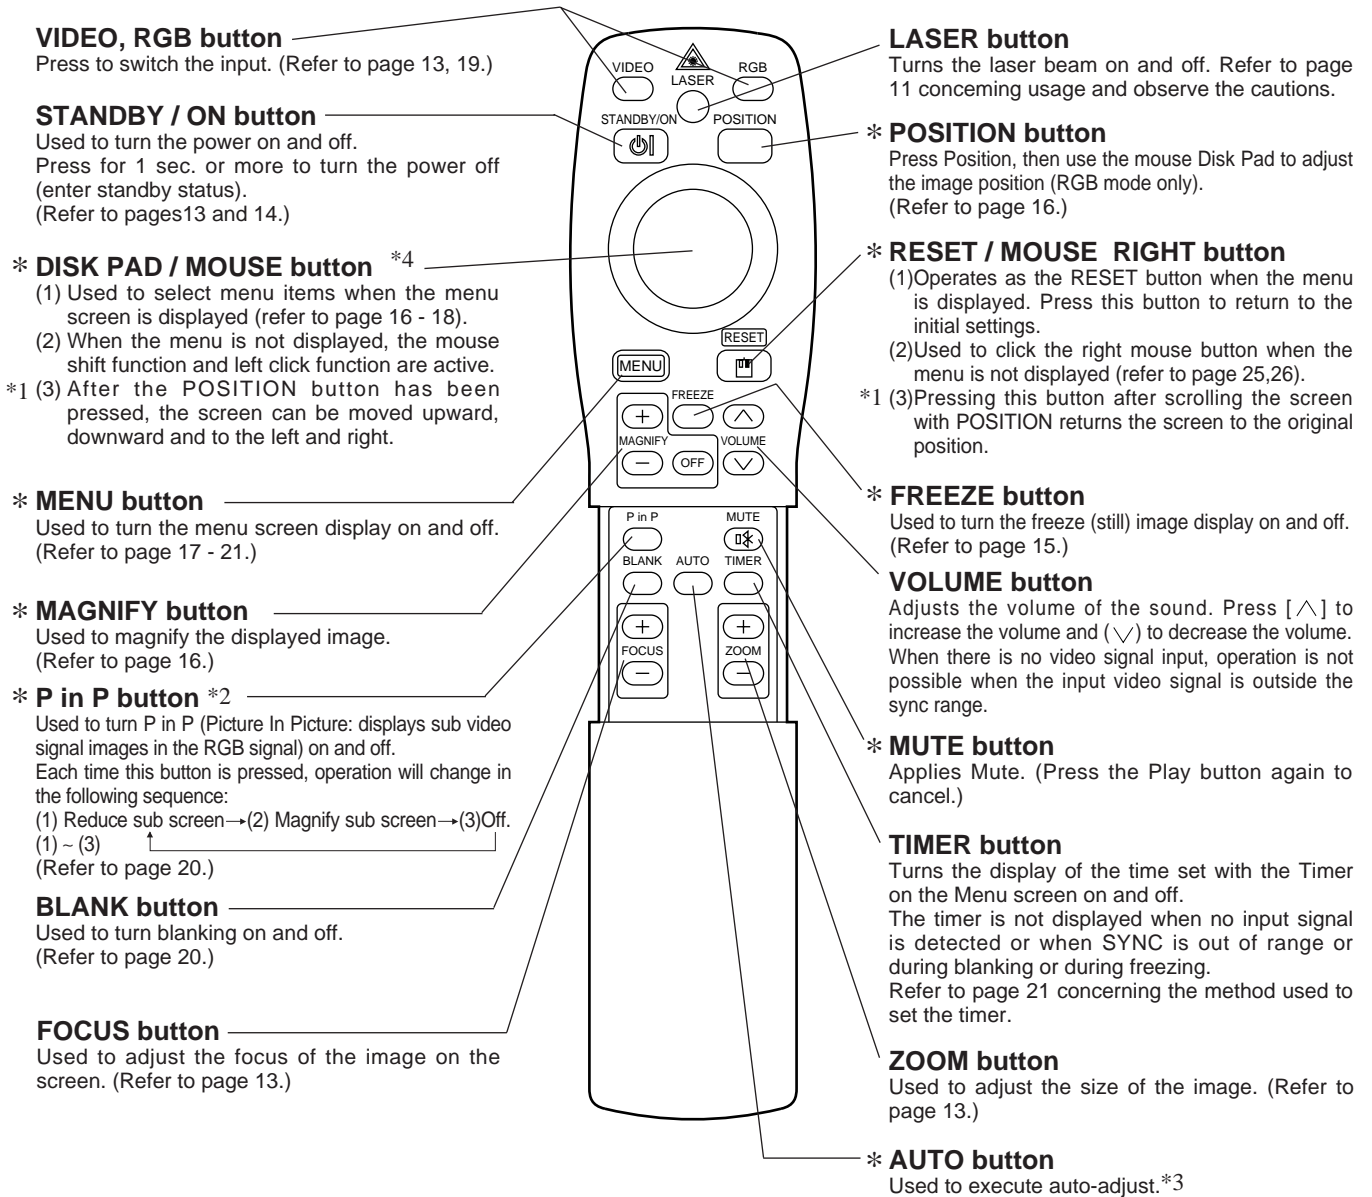 VIDEO, RGB button
Press to switch the input. (Refer to page 13, 19.)
STANDBY / ON button
Used to turn the power on and off.
Press for 1 sec. or more to turn the power off
(enter standby status).
(Refer to pages13 and 14.)
* DISK PAD / MOUSE button *4
(1) Used to select menu items when the menu
screen is displayed (refer to page 16 - 18).
(2) When the menu is not displayed, the mouse
shift function and left click function are active.
*1 (3) After the POSITION button has been
pressed, the screen can be moved upward,
downward and to the left and right.
* MENU button
Used to turn the menu screen display on and off.
(Refer to page 17 - 21.)
* MAGNIFY button
Used to magnify the displayed image.
(Refer to page 16.)
* P in P button *2
Used to turn P in P (Picture In Picture: displays sub video
signal images in the RGB signal) on and off.
Each time this button is pressed, operation will change in
the following sequence:
(1) Reduce sub screen→(2) Magnify sub screen→(3)Off.
(1) ~ (3)
(Refer to page 20.)
BLANK button
Used to turn blanking on and off.
(Refer to page 20.)
FOCUS button
Used to adjust the focus of the image on the
screen. (Refer to page 13.)
VIDEO
LASER
RGB
STANDBY/ON
POSITION
RESET
MENU
FREEZE
MAGNIFY
OFF
VOLUME
P in P
MUTE
BLANK
AUTO
TIMER
FOCUS
ZOOM
LASER button
Turns the laser beam on and off. Refer to page
11 concerning usage and observe the cautions.
* POSITION button
Press Position, then use the mouse Disk Pad to adjust
the image position (RGB mode only).
(Refer to page 16.)
* RESET / MOUSE RIGHT button
(1)Operates as the RESET button when the menu
is displayed. Press this button to return to the
initial settings.
(2)Used to click the right mouse button when the
menu is not displayed (refer to page 25,26).
*1 (3)Pressing this button after scrolling the screen
with POSITION returns the screen to the original
position.
* FREEZE button
Used to turn the freeze (still) image display on and off.
(Refer to page 15.)
VOLUME button
Adjusts the volume of the sound. Press [ ∧ ] to
increase the volume and ( ∨ ) to decrease the volume.
When there is no video signal input, operation is not
possible when the input video signal is outside the
sync range.
* MUTE button
Applies Mute. (Press the Play button again to
cancel.)
TIMER button
Turns the display of the time set with the Timer
on the Menu screen on and off.
The timer is not displayed when no input signal
is detected or when SYNC is out of range or
during blanking or during freezing.
Refer to page 21 concerning the method used to
set the timer.
ZOOM button
Used to adjust the size of the image. (Refer to
page 13.)
* AUTO button
Used to execute auto-adjust.*3